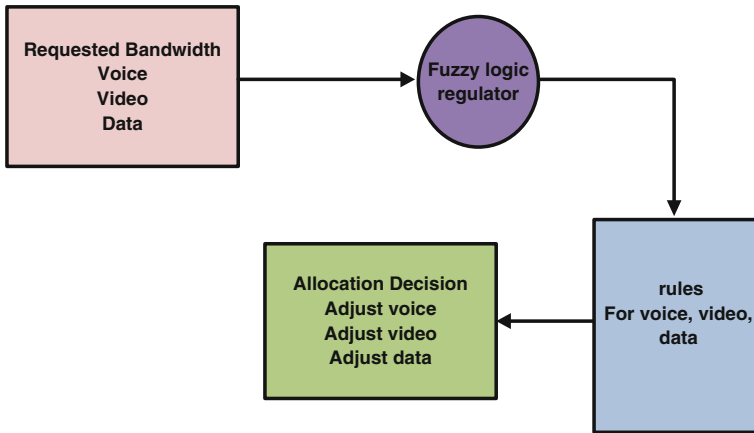 Requested Bandwidth
Voice
Video
Data
Fuzzy logic
regulator
rules
For voice, video,
data
Allocation Decision
Adjust voice
Adjust video
Adjust data